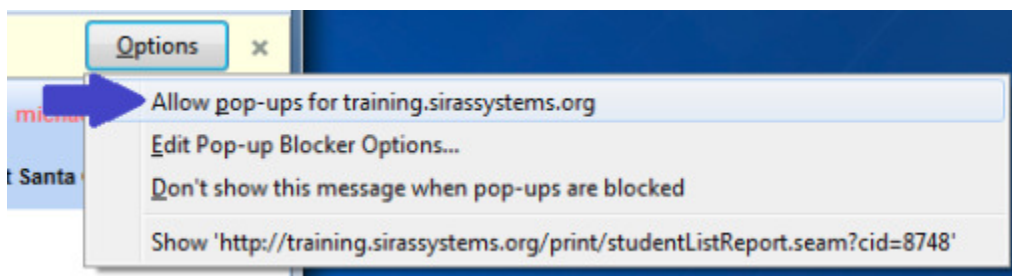 Options
Allow pop-ups for training.sirassystems.org
Edit Pop-up Blocker Options...
t Santa
Don't show this message when pop-ups are blocked
Show 'http://training.sirassystems.org/print/studentListReport.seam?cid=8748'